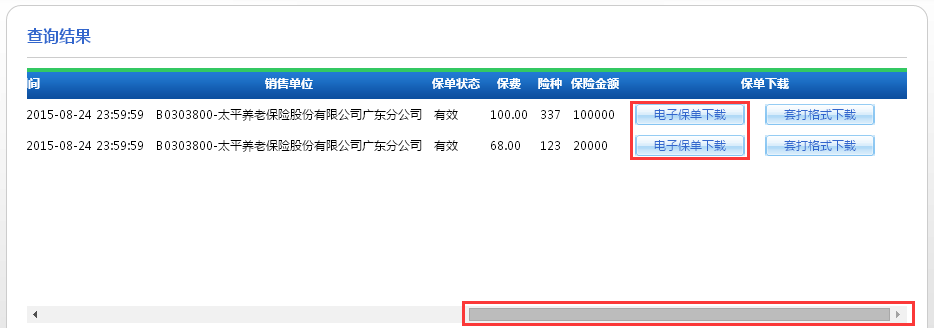 查询结果
间 销售单位 保单状态 保费 险种 保险金额 保单下载
2015-08-24 23:59:59 B0303800-太平养老保险股份有限公司广东分公司 有效 100.00 337 100000 电子保单下载 套打格式下载
2015-08-24 23:59:59 B0303800-太平养老保险股份有限公司广东分公司 有效 68.00 123 20000 电子保单下载 套打格式下载